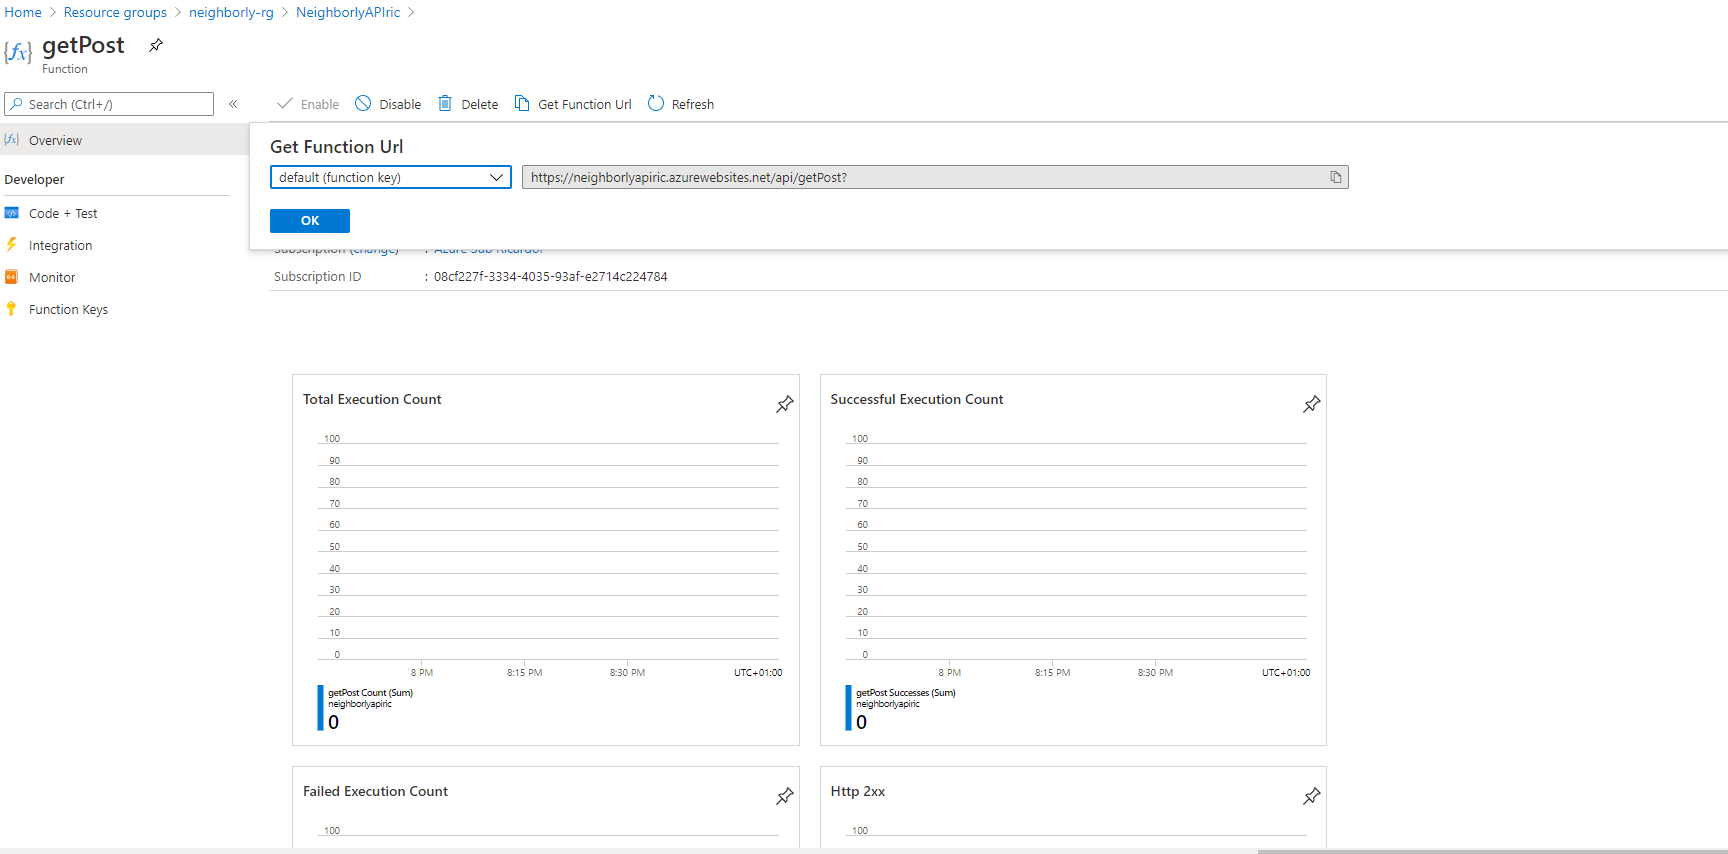 Home > Resource groups > neighborly-rg > NeighborlyAPIric >
{fx} getPost
Function
Search (Ctrl+/) «
Enable Disable Delete Get Function Url Refresh
{fx} Overview
Developer
Code + Test
Integration
Monitor
Function Keys
Get Function Url
default (function key) https://neighborlyapiric.azurewebsites.net/api/getPost?
OK
Subscription (change) : Azure Sub RicardoI
Subscription ID : 08cf227f-3334-4035-93af-e2714c224784
Total Execution Count
100
90
80
70
60
50
40
30
20
10
0
8 PM 8:15 PM 8:30 PM UTC+01:00
getPost Count (Sum)
neighborlyapiric
0
Successful Execution Count
100
90
80
70
60
50
40
30
20
10
0
8 PM 8:15 PM 8:30 PM UTC+01:00
getPost Successes (Sum)
neighborlyapiric
0
Failed Execution Count
100
Http 2xx
100